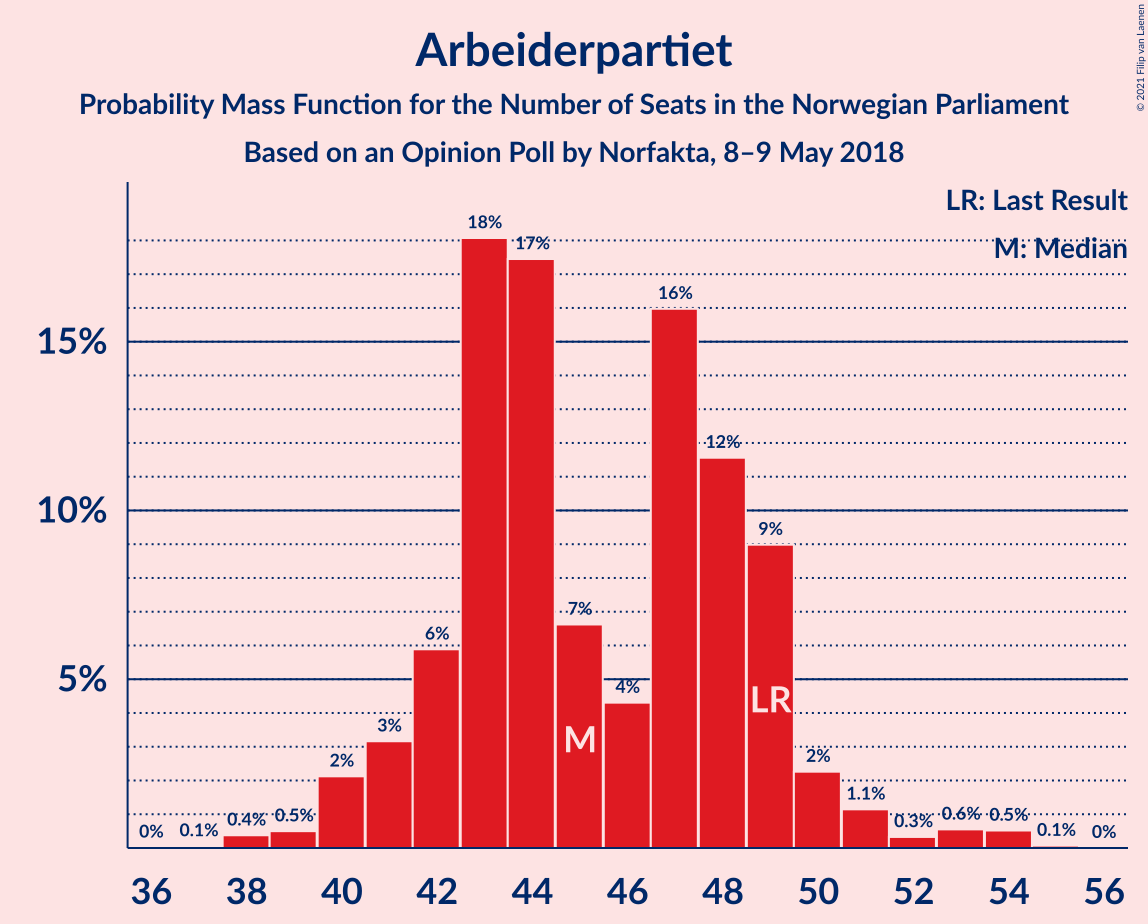 Arbeiderpartiet
Probability Mass Function for the Number of Seats in the Norwegian Parliament
Based on an Opinion Poll by Norfakta, 8–9 May 2018
© 2021 Filip van Laenen
LR: Last Result
M: Median
15%
10%
5%
0%
0.1%
0.4%
0.5%
2%
3%
6%
18%
17%
7%
4%
16%
12%
9%
2%
1.1%
0.3%
0.6%
0.5%
0.1%
0%
M
LR
36 38 40 42 44 46 48 50 52 54 56